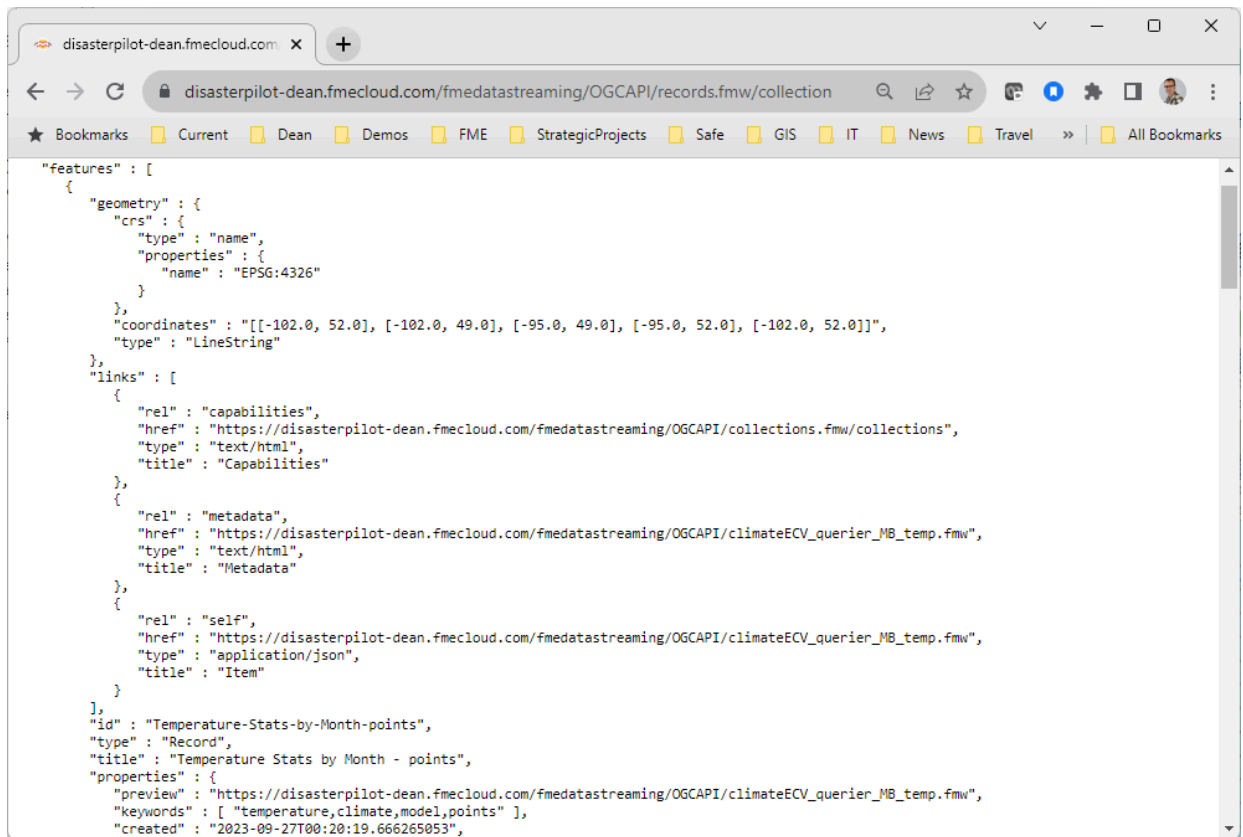 disasterpilot-dean.fmecloud.com
disasterpilot-dean.fmecloud.com/fmedatastreaming/OGCAPI/records.fmw/collection
Bookmarks Current Dean Demos FME StrategicProjects Safe GIS IT News Travel » All Bookmarks
"features" : [
{
"geometry" : {
"crs" : {
"type" : "name",
"properties" : {
"name" : "EPSG:4326"
}
},
"coordinates" : "[[-102.0, 52.0], [-102.0, 49.0], [-95.0, 49.0], [-95.0, 52.0], [-102.0, 52.0]]",
"type" : "LineString"
},
"links" : [
{
"rel" : "capabilities",
"href" : "https://disasterpilot-dean.fmecloud.com/fmedatastreaming/OGCAPI/collections.fmw/collections",
"type" : "text/html",
"title" : "Capabilities"
},
{
"rel" : "metadata",
"href" : "https://disasterpilot-dean.fmecloud.com/fmedatastreaming/OGCAPI/climateECV_querier_MB_temp.fmw",
"type" : "text/html",
"title" : "Metadata"
},
{
"rel" : "self",
"href" : "https://disasterpilot-dean.fmecloud.com/fmedatastreaming/OGCAPI/climateECV_querier_MB_temp.fmw",
"type" : "application/json",
"title" : "Item"
}
],
"id" : "Temperature-Stats-by-Month-points",
"type" : "Record",
"title" : "Temperature Stats by Month - points",
"properties" : {
"preview" : "https://disasterpilot-dean.fmecloud.com/fmedatastreaming/OGCAPI/climateECV_querier_MB_temp.fmw",
"keywords" : [ "temperature,climate,model,points" ],
"created" : "2023-09-27T00:20:19.666265053",